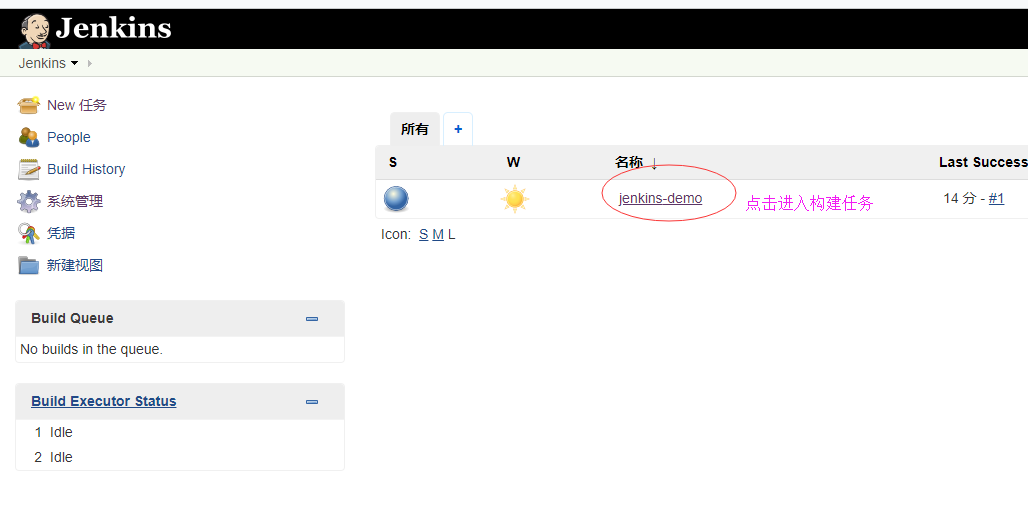 Jenkins
Jenkins
New 任务
People
Build History
系统管理
凭据
新建视图
Build Queue
No builds in the queue.
Build Executor Status
1 Idle
2 Idle
所有 +
S W 名称 ↓ Last Success
jenkins-demo 点击进入构建任务 14 分 - #1
Icon: S M L